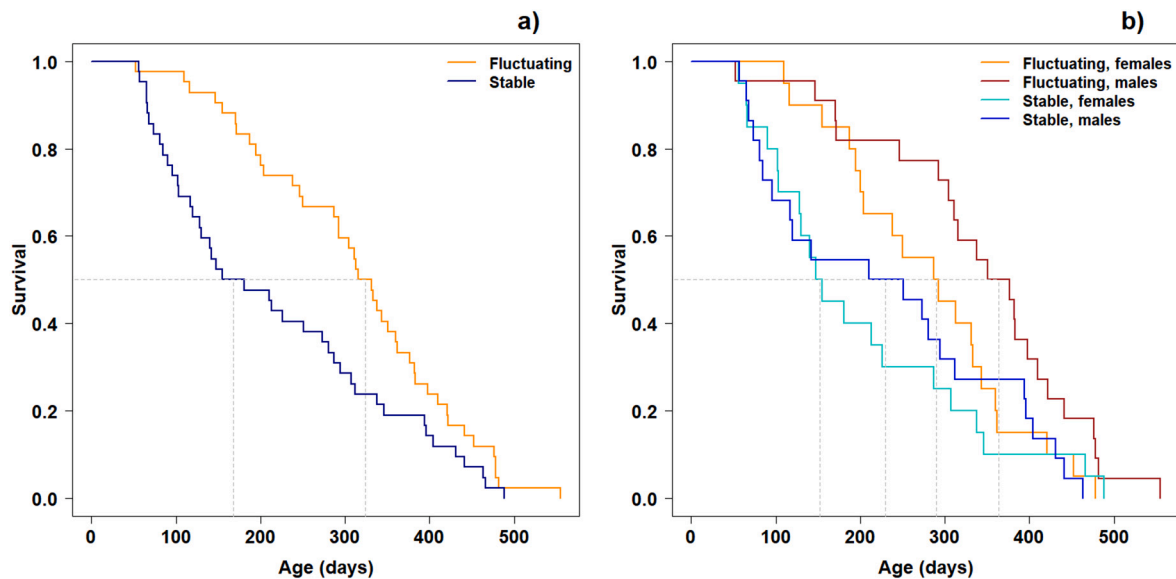 a)
Fluctuating
Stable
1.0
0.8
0.6
0.4
0.2
0.0
Survival
0 100 200 300 400 500
Age (days)
b)
Fluctuating, females
Fluctuating, males
Stable, females
Stable, males
1.0
0.8
0.6
0.4
0.2
0.0
Survival
0 100 200 300 400 500
Age (days)